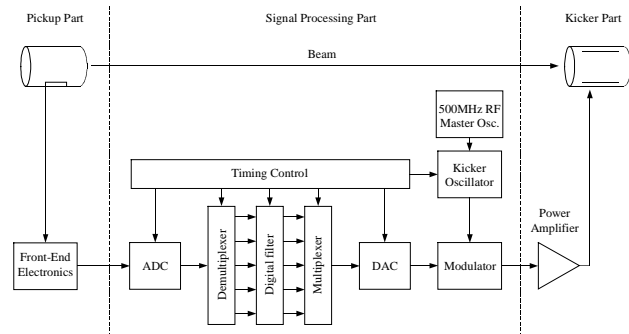 Pickup Part
Signal Processing Part
Kicker Part
Beam
500MHz RF
Master Osc.
Timing Control
Kicker
Oscillator
Power
Amplifier
Front-End
Electronics
ADC
Demultiplexer
Digital filter
Multiplexer
DAC
Modulator